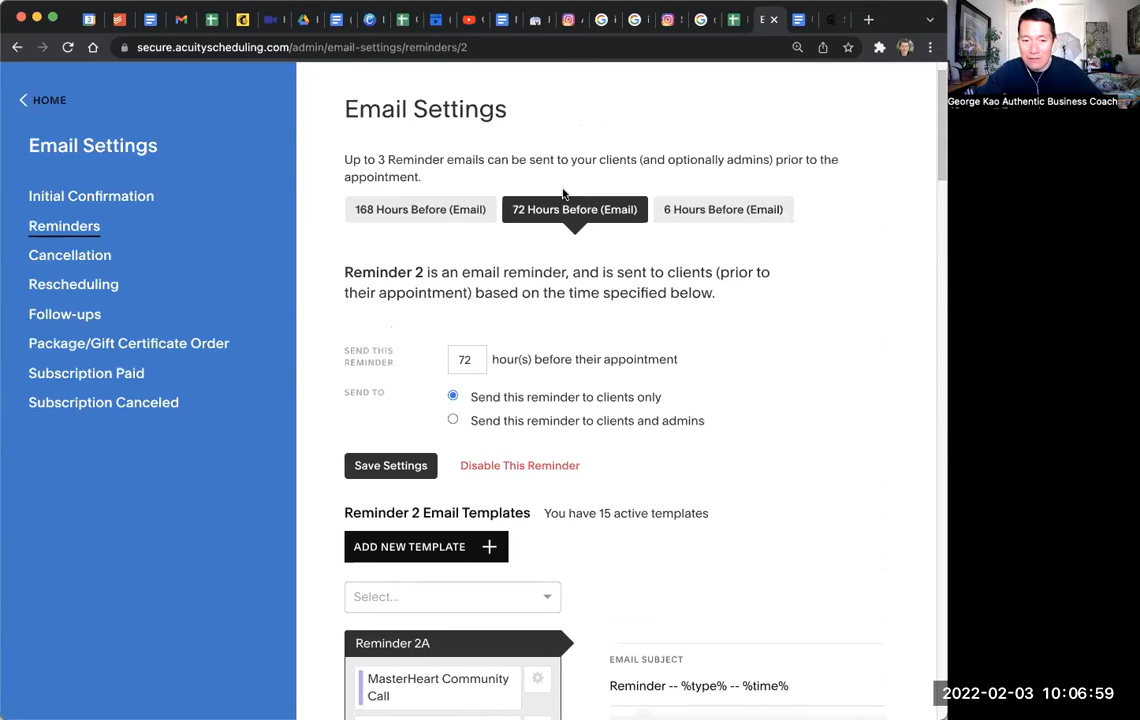 secure.acuityscheduling.com/admin/email-settings/reminders/2
George Kao Authentic Business Coach
HOME
Email Settings
Initial Confirmation
Reminders
Cancellation
Rescheduling
Follow-ups
Package/Gift Certificate Order
Subscription Paid
Subscription Canceled
Email Settings
Up to 3 Reminder emails can be sent to your clients (and optionally admins) prior to the
appointment.
168 Hours Before (Email)
72 Hours Before (Email)
6 Hours Before (Email)
Reminder 2 is an email reminder, and is sent to clients (prior to
their appointment) based on the time specified below.
SEND THIS
REMINDER
72 hour(s) before their appointment
SEND TO
Send this reminder to clients only
Send this reminder to clients and admins
Save Settings
Disable This Reminder
Reminder 2 Email Templates You have 15 active templates
ADD NEW TEMPLATE +
Select...
Reminder 2A
MasterHeart Community
Call
EMAIL SUBJECT
Reminder -- %type% -- %time%
2022-02-03 10:06:59